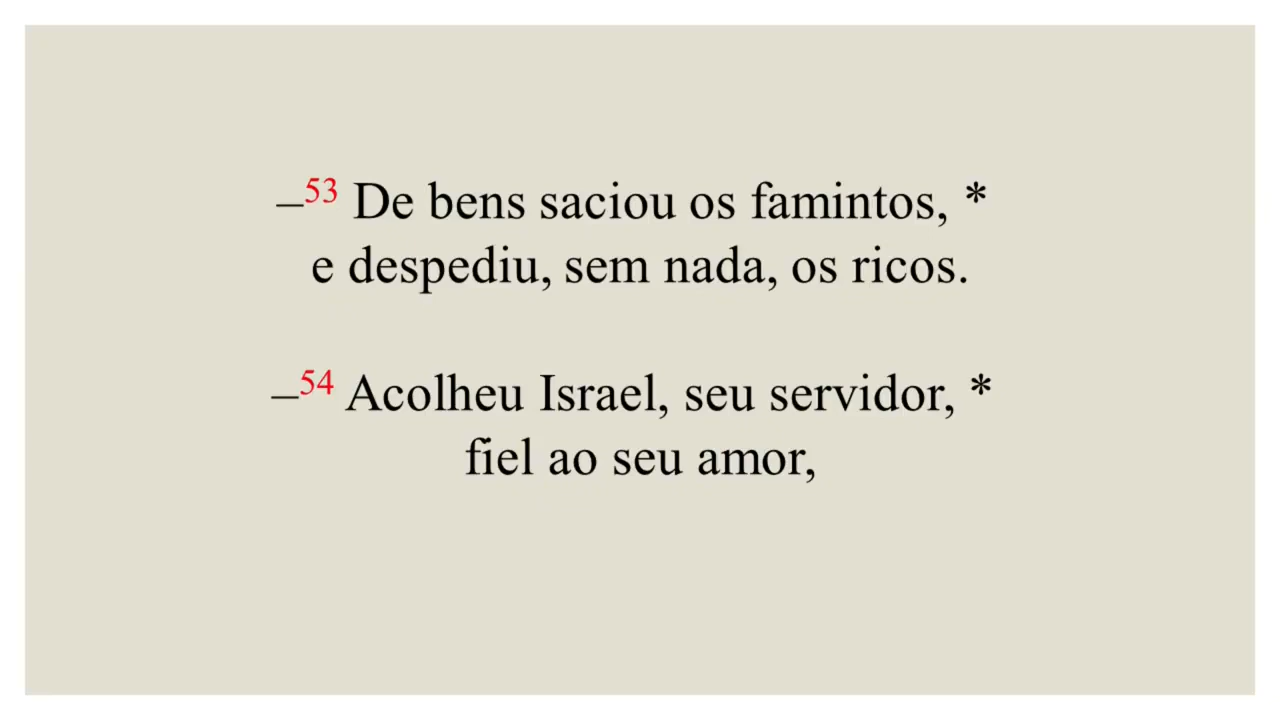 –53 De bens saciou os famintos, *
e despediu, sem nada, os ricos.
–54 Acolheu Israel, seu servidor, *
fiel ao seu amor,